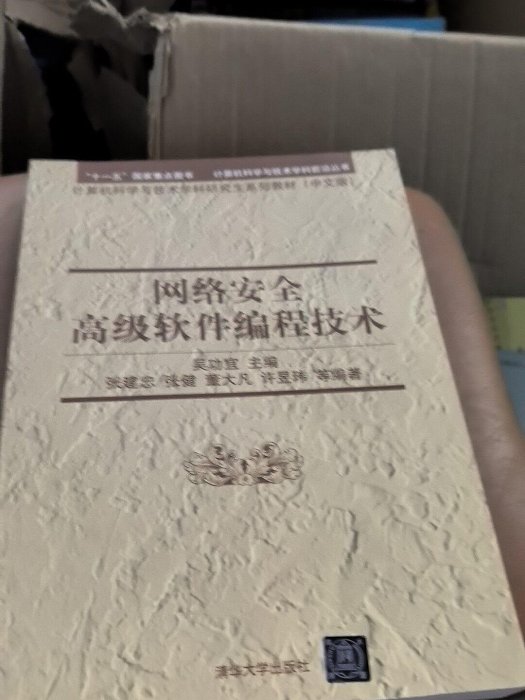 "十一五"国家重点图书 计算机科学与技术学科前沿丛书
计算机科学与技术学科研究生系列教材(中文版)
网络安全
高级软件编程技术
吴功宜 主编
张建忠 张健 董大凡 许昱玮 等编著
清华大学出版社